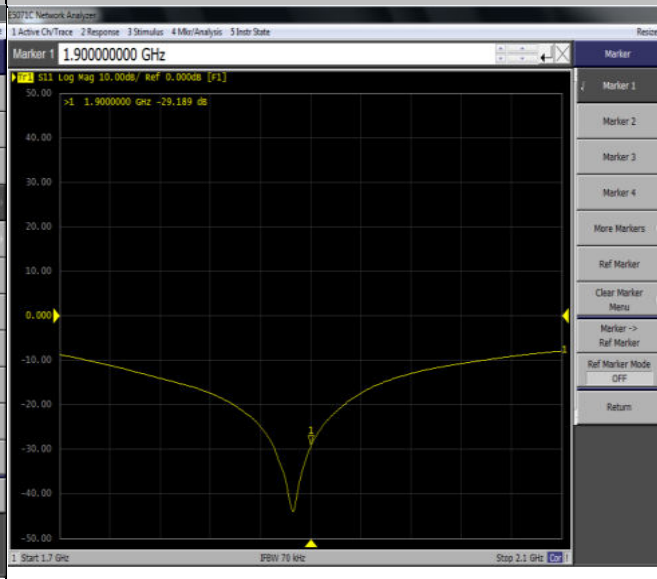 E5071C Network Analyzer
1 Active Ch/Trace 2 Response 3 Stimulus 4 Mkr/Analysis 5 Instr State
Resize
Marker 1 1.900000000 GHz
Marker
Tr1 S11 Log Mag 10.00dB/ Ref 0.000dB [F1]
>1 1.9000000 GHz -29.189 dB
50.00
40.00
30.00
20.00
10.00
0.000
-10.00
-20.00
-30.00
-40.00
-50.00
1
1
Marker 1
Marker 2
Marker 3
Marker 4
More Markers
Ref Marker
Clear Marker
Menu
Marker ->
Ref Marker
Ref Marker Mode
OFF
Return
1 Start 1.7 GHz
IFBW 70 kHz
Stop 2.1 GHz Cor !